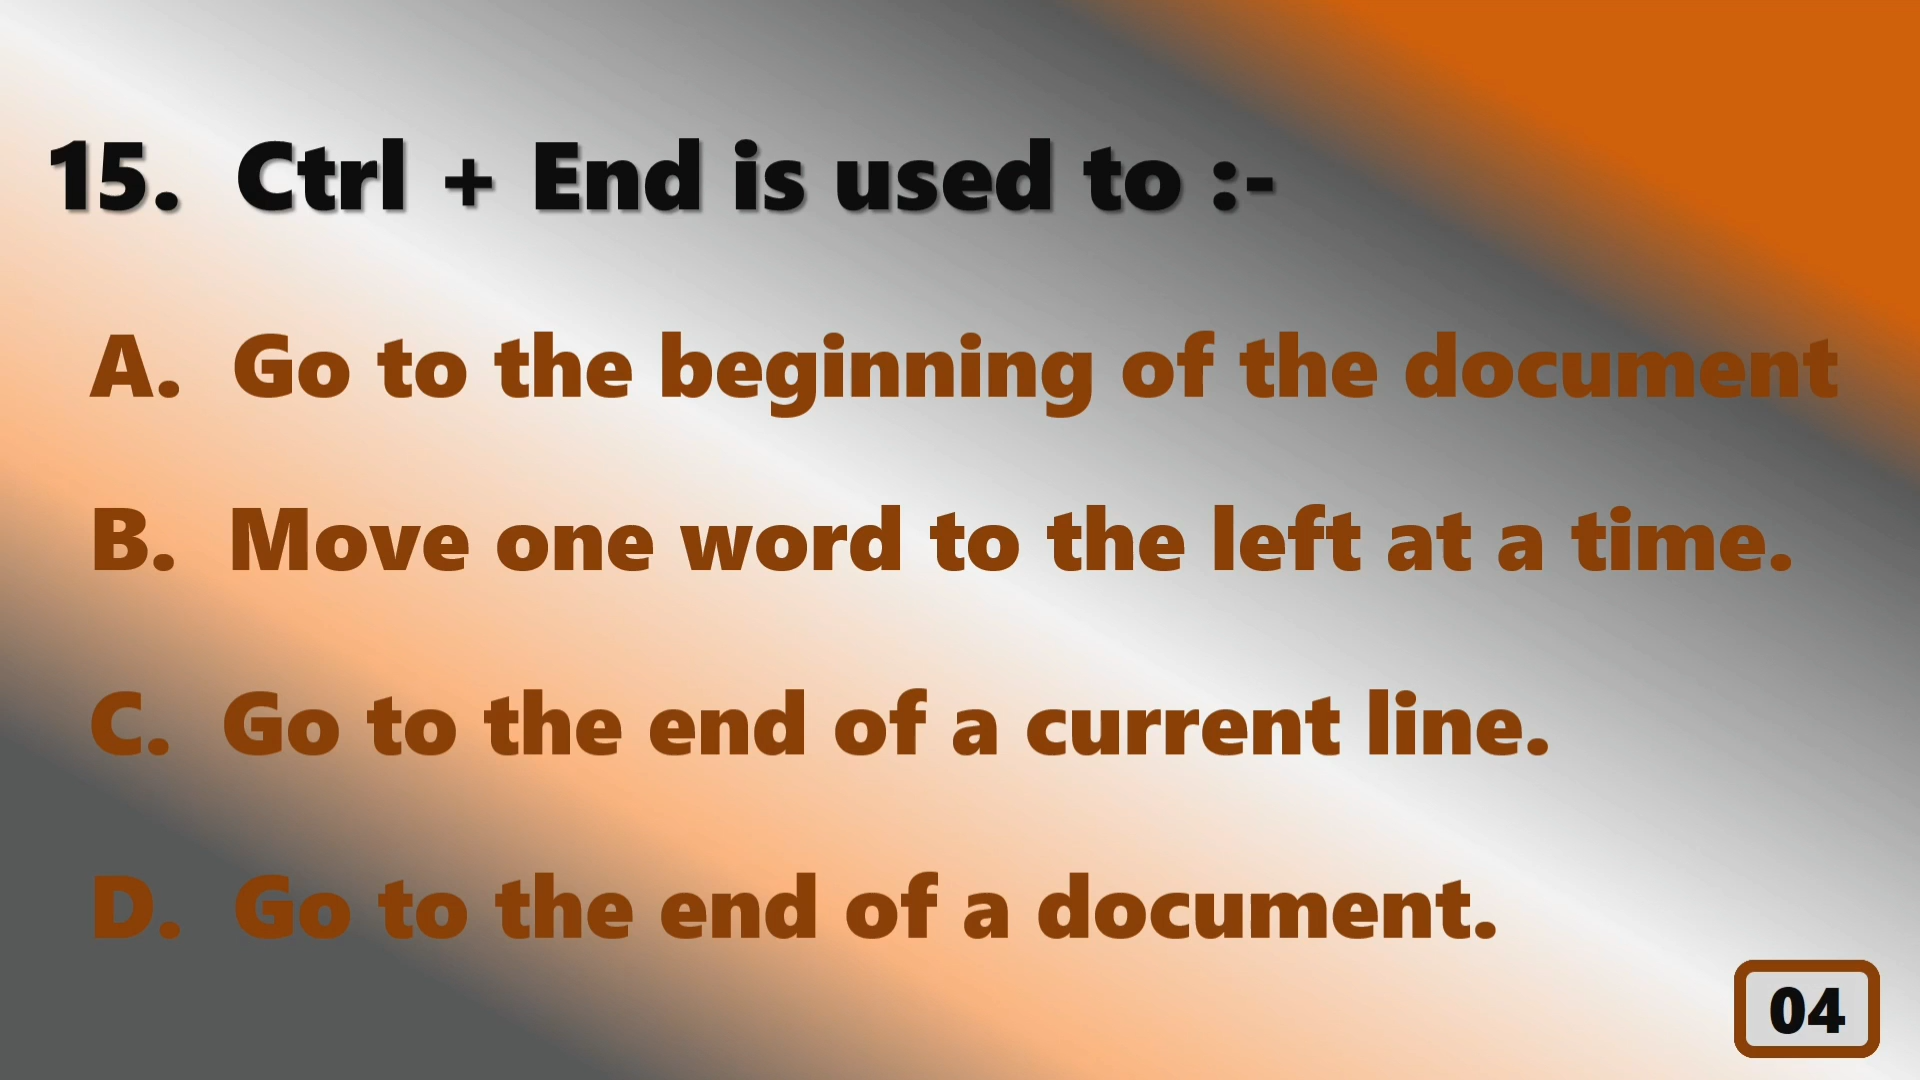 15. Ctrl + End is used to :-
A. Go to the beginning of the document
B. Move one word to the left at a time.
C. Go to the end of a current line.
D. Go to the end of a document.
04